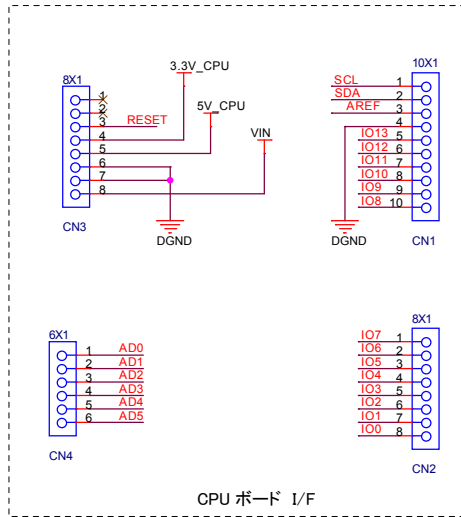 8X1
3.3V_CPU
5V_CPU
VIN
1
2
3 RESET
4
5
6
7
8
CN3
DGND
10X1
SCL 1
SDA 2
AREF 3
4
IO13 5
IO12 6
IO11 7
IO10 8
IO9 9
IO8 10
DGND
CN1
6X1
1 AD0
2 AD1
3 AD2
4 AD3
5 AD4
6 AD5
CN4
8X1
IO7 1
IO6 2
IO5 3
IO4 4
IO3 5
IO2 6
IO1 7
IO0 8
CN2
CPU ボード I/F